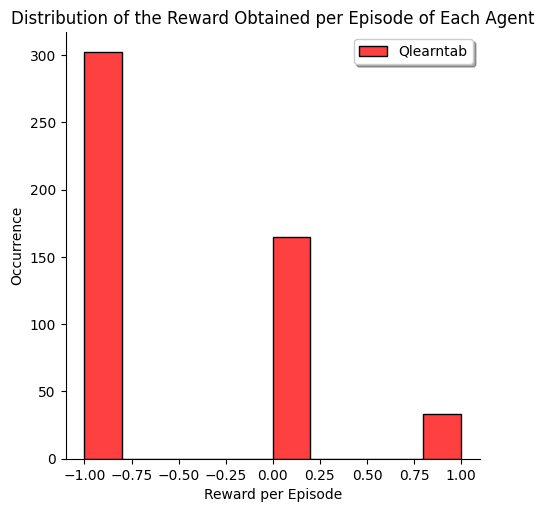 Distribution of the Reward Obtained per Episode of Each Agent
Qlearntab
300
250
200
150
100
50
0
Occurrence
−1.00 −0.75 −0.50 −0.25 0.00 0.25 0.50 0.75 1.00
Reward per Episode